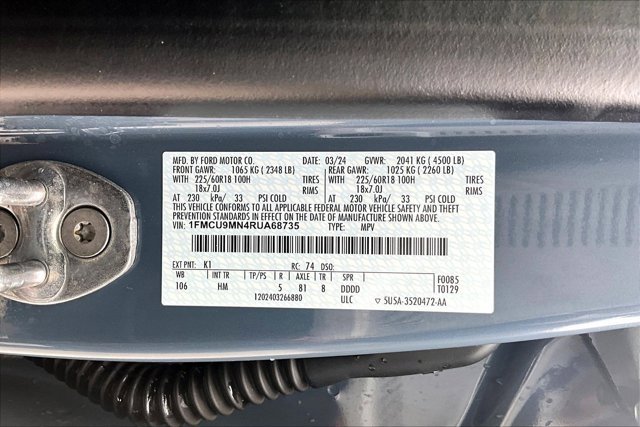 MFD. BY FORD MOTOR CO. 03/24 GVWR: 2041 KG ( 4500 LB)
FRONT GAWR: 1065 KG ( 2348 LB) REAR GAWR: 1025 KG ( 2260 LB)
WITH 225/60R18 100H TIRES WITH 225/60R18 100H TIRES
18x7.0J RIMS 18x7.0J RIMS
AT 230 kPa/ 33 PSI COLD AT 230 kPa/ 33 PSI COLD
THIS VEHICLE CONFORMS TO ALL APPLICABLE FEDERAL MOTOR VEHICLE SAFETY AND
THEFT PREVENTION STANDARDS IN EFFECT ON THE DATE OF MANUFACTURE SHOWN ABOVE.
VIN: 1FMCU9MN4RUA68735 TYPE: MPV
EXT PNT: K1 RC: 74 DSO:
WB INT TR TP/PS R AXLE TR SPR F0085
106 HM 5 81 8 DDDD T0129
1202403266880 ULC 5U5A-3520472-AA